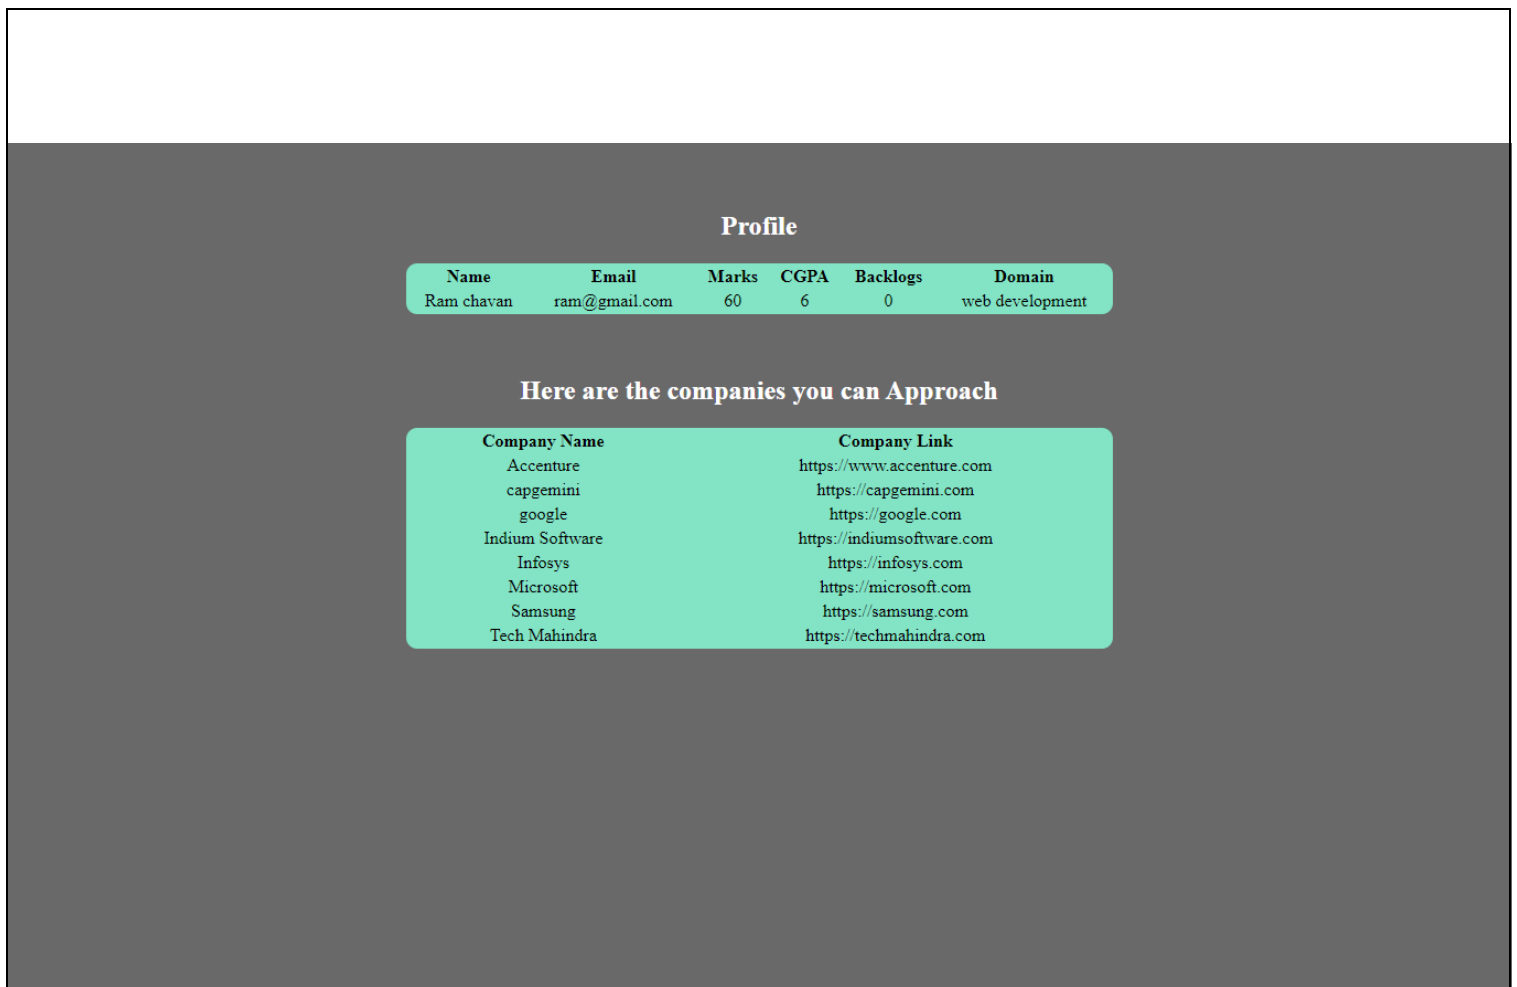 Profile
Name Email Marks CGPA Backlogs Domain
Ram chavan ram@gmail.com 60 6 0 web development
Here are the companies you can Approach
Company Name Company Link
Accenture https://www.accenture.com
capgemini https://capgemini.com
google https://google.com
Indium Software https://indiumsoftware.com
Infosys https://infosys.com
Microsoft https://microsoft.com
Samsung https://samsung.com
Tech Mahindra https://techmahindra.com